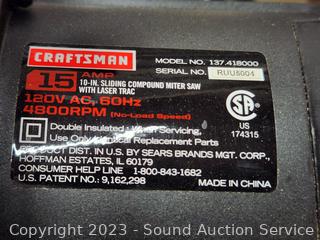 CRAFTSMAN
MODEL NO. 137.418000
SERIAL NO. RUU8004
15 AMP
10-IN. SLIDING COMPOUND MITER SAW
WITH LASER TRAC
120V AC, 60Hz
4800RPM (No-Load Speed)
Double Insulated: When Servicing,
Use Only Identical Replacement Parts
SA
US
174315
PRODUCT DIST. IN U.S. BY SEARS BRANDS MGT. CORP.,
HOFFMAN ESTATES, IL 60179
CONSUMER HELP LINE 1-800-843-1682
U.S. PATENT NO.: 9,162,298
MADE IN CHINA
Copyright 2023 - Sound Auction Service